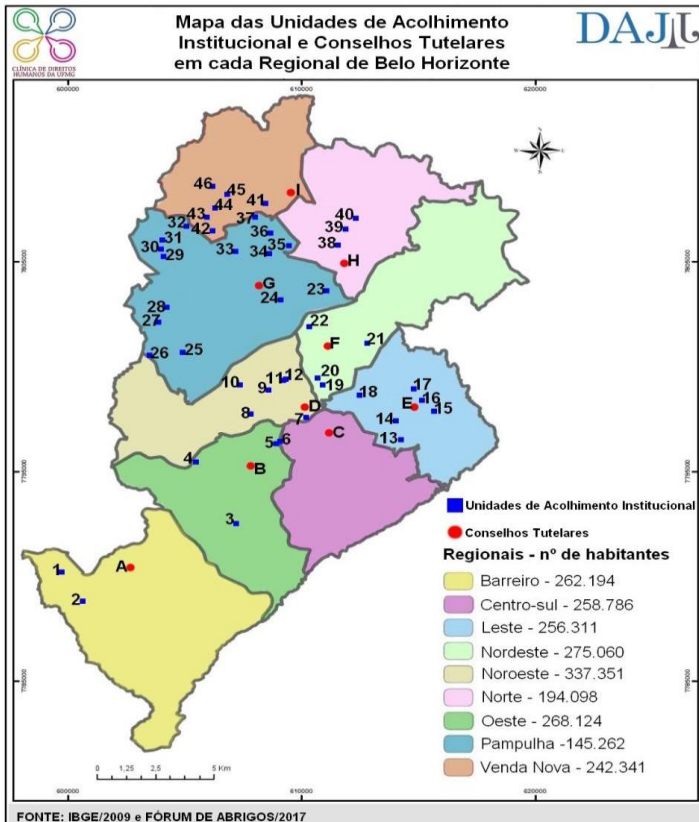 Mapa das Unidades de Acolhimento
Institucional e Conselhos Tutelares
em cada Regional de Belo Horizonte
CLÍNICA DE DIREITOS
HUMANOS DA UFMG
DAJ
600000
610000
620000
N
46
45
44
41
I
43
42
37
40
32
36
39
31
35
38
30
33
34
29
H
7805000
7805000
G
24
23
28
27
22
F
21
26
25
20
19
10
11
12
9
18
17
16
15
E
8
D
7
14
C
13
5
6
4
B
7795000
7795000
3
Unidades de Acolhimento Institucional
Conselhos Tutelares
Regionais - nº de habitantes
A
1
2
Barreiro - 262.194
Centro-sul - 258.786
Leste - 256.311
Nordeste - 275.060
Noroeste - 337.351
Norte - 194.098
Oeste - 268.124
Pampulha -145.262
Venda Nova - 242.341
7785000
7785000
0 1,25 2,5 5 Km
600000
610000
620000
FONTE: IBGE/2009 e FÓRUM DE ABRIGOS/2017